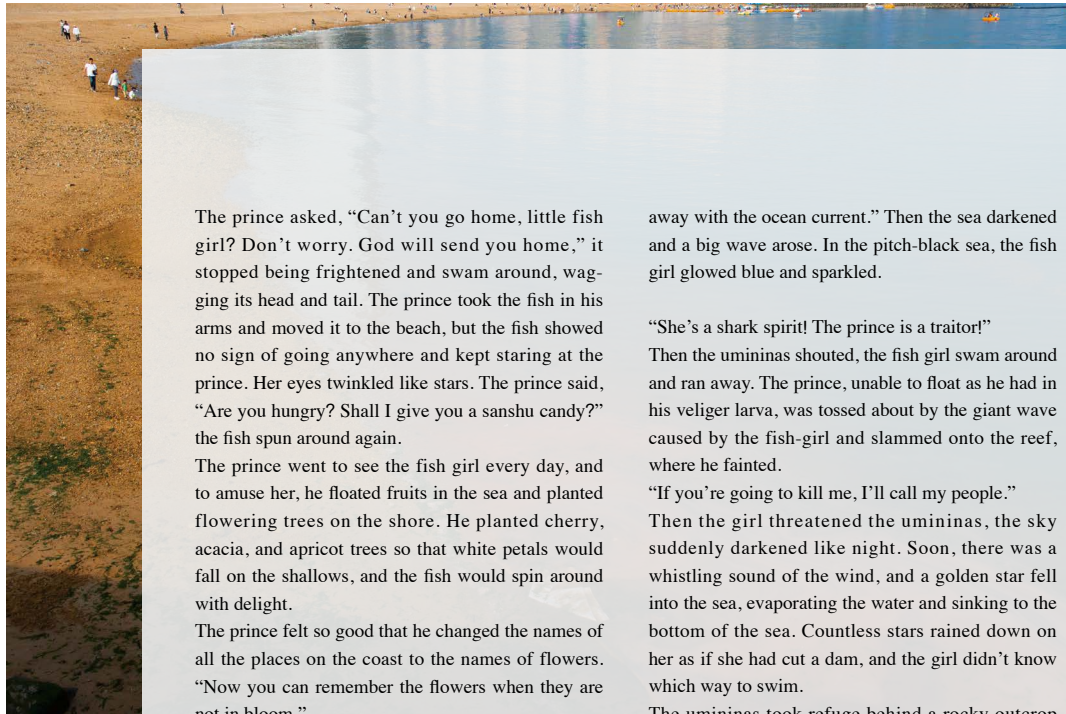 The prince asked, “Can’t you go home, little fish
girl? Don’t worry. God will send you home,” it
stopped being frightened and swam around, wag-
ging its head and tail. The prince took the fish in his
arms and moved it to the beach, but the fish showed
no sign of going anywhere and kept staring at the
prince. Her eyes twinkled like stars. The prince said,
“Are you hungry? Shall I give you a sanshu candy?”
the fish spun around again.
The prince went to see the fish girl every day, and
to amuse her, he floated fruits in the sea and planted
flowering trees on the shore. He planted cherry,
acacia, and apricot trees so that white petals would
fall on the shallows, and the fish would spin around
with delight.
The prince felt so good that he changed the names of
all the places on the coast to the names of flowers.
“Now you can remember the flowers when they are
not in bloom.”
away with the ocean current.” Then the sea darkened
and a big wave arose. In the pitch-black sea, the fish
girl glowed blue and sparkled.
“She’s a shark spirit! The prince is a traitor!”
Then the umininas shouted, the fish girl swam around
and ran away. The prince, unable to float as he had in
his veliger larva, was tossed about by the giant wave
caused by the fish-girl and slammed onto the reef,
where he fainted.
“If you’re going to kill me, I’ll call my people.”
Then the girl threatened the umininas, the sky
suddenly darkened like night. Soon, there was a
whistling sound of the wind, and a golden star fell
into the sea, evaporating the water and sinking to the
bottom of the sea. Countless stars rained down on
her as if she had cut a dam, and the girl didn’t know
which way to swim.
The umininas took refuge behind a rocky outcrop